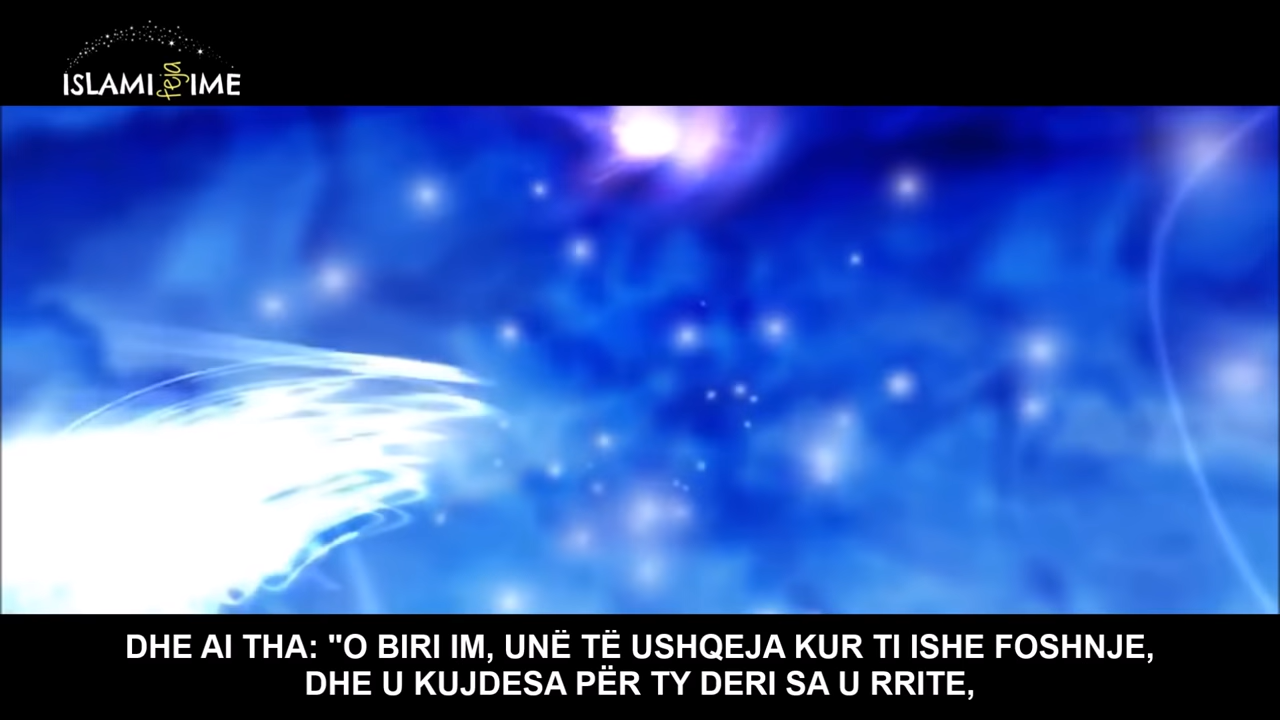 ISLAMI feja IME
DHE AI THA: "O BIRI IM, UNË TË USHQEJA KUR TI ISHE FOSHNJE,
DHE U KUJDESA PËR TY DERI SA U RRITE,